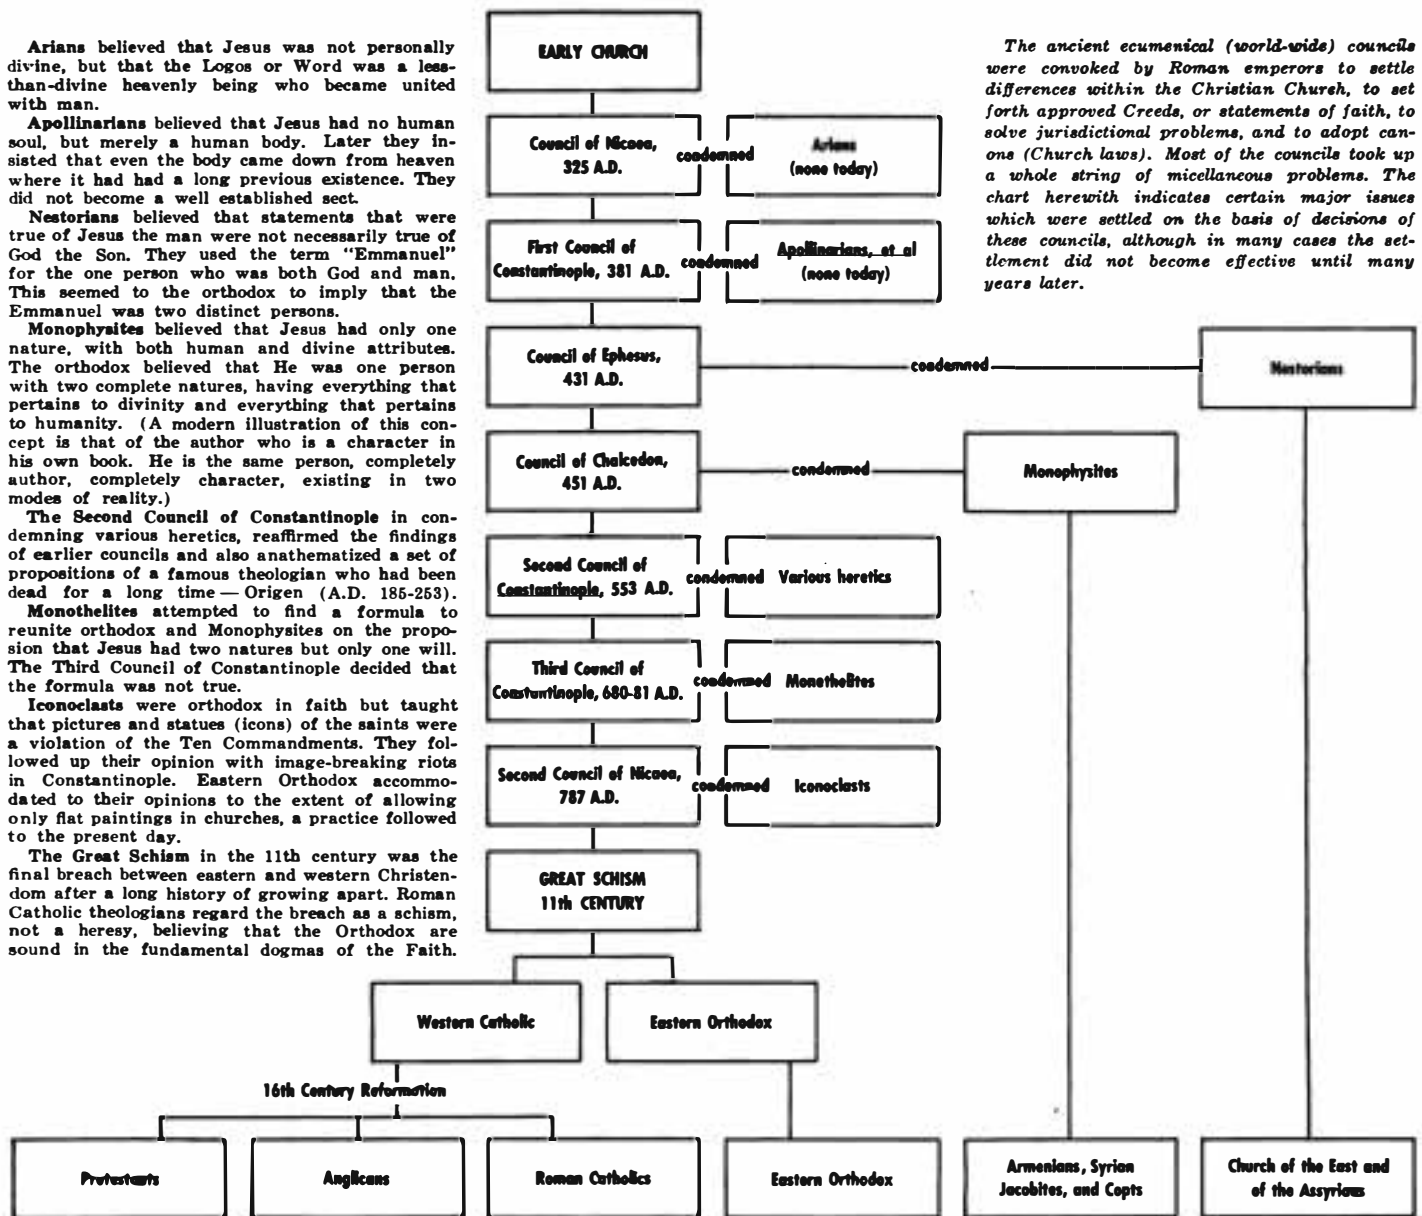 Arians believed that Jesus was not personally
divine, but that the Logos or Word was a less-
than-divine heavenly being who became united
with man.
Apollinarians believed that Jesus had no human
soul, but merely a human body. Later they in-
sisted that even the body came down from heaven
where it had had a long previous existence. They
did not become a well established sect.
Nestorians believed that statements that were
true of Jesus the man were not necessarily true of
God the Son. They used the term "Emmanuel"
for the one person who was both God and man.
This seemed to the orthodox to imply that the
Emmanuel was two distinct persons.
Monophysites believed that Jesus had only one
nature, with both human and divine attributes.
The orthodox believed that He was one person
with two complete natures, having everything that
pertains to divinity and everything that pertains
to humanity. (A modern illustration of this con-
cept is that of the author who is a character in
his own book. He is the same person, completely
author, completely character, existing in two
modes of reality.)
The Second Council of Constantinople in con-
demning various heretics, reaffirmed the findings
of earlier councils and also anathematized a set of
propositions of a famous theologian who had been
dead for a long time — Origen (A.D. 185-253).
Monothelites attempted to find a formula to
reunite orthodox and Monophysites on the propo-
sion that Jesus had two natures but only one will.
The Third Council of Constantinople decided that
the formula was not true.
Iconoclasts were orthodox in faith but taught
that pictures and statues (icons) of the saints were
a violation of the Ten Commandments. They fol-
lowed up their opinion with image-breaking riots
in Constantinople. Eastern Orthodox accommo-
dated to their opinions to the extent of allowing
only flat paintings in churches, a practice followed
to the present day.
The Great Schism in the 11th century was the
final breach between eastern and western Christen-
dom after a long history of growing apart. Roman
Catholic theologians regard the breach as a schism,
not a heresy, believing that the Orthodox are
sound in the fundamental dogmas of the Faith.
The ancient ecumenical (world-wide) councils
were convoked by Roman emperors to settle
differences within the Christian Church, to set
forth approved Creeds, or statements of faith, to
solve jurisdictional problems, and to adopt can-
ons (Church laws). Most of the councils took up
a whole string of micellaneous problems. The
chart herewith indicates certain major issues
which were settled on the basis of decisions of
these councils, although in many cases the set-
tlement did not become effective until many
years later.
EARLY CHURCH
Council of Nicaea,
325 A.D.
condemned
Arians
(none today)
First Council of
Constantinople, 381 A.D.
condemned
Apollinarians, et al
(none today)
Council of Ephesus,
431 A.D.
condemned
Nestorians
Council of Chalcedon,
451 A.D.
condemned
Monophysites
Second Council of
Constantinople, 553 A.D.
condemned
Various heretics
Third Council of
Constantinople, 680-81 A.D.
condemned
Monothelites
Second Council of Nicaea,
787 A.D.
condemned
Iconoclasts
GREAT SCHISM
11th CENTURY
Western Catholic
Eastern Orthodox
16th Century Reformation
Protestants
Anglicans
Roman Catholics
Eastern Orthodox
Armenians, Syrian
Jacobites, and Copts
Church of the East and
of the Assyrians